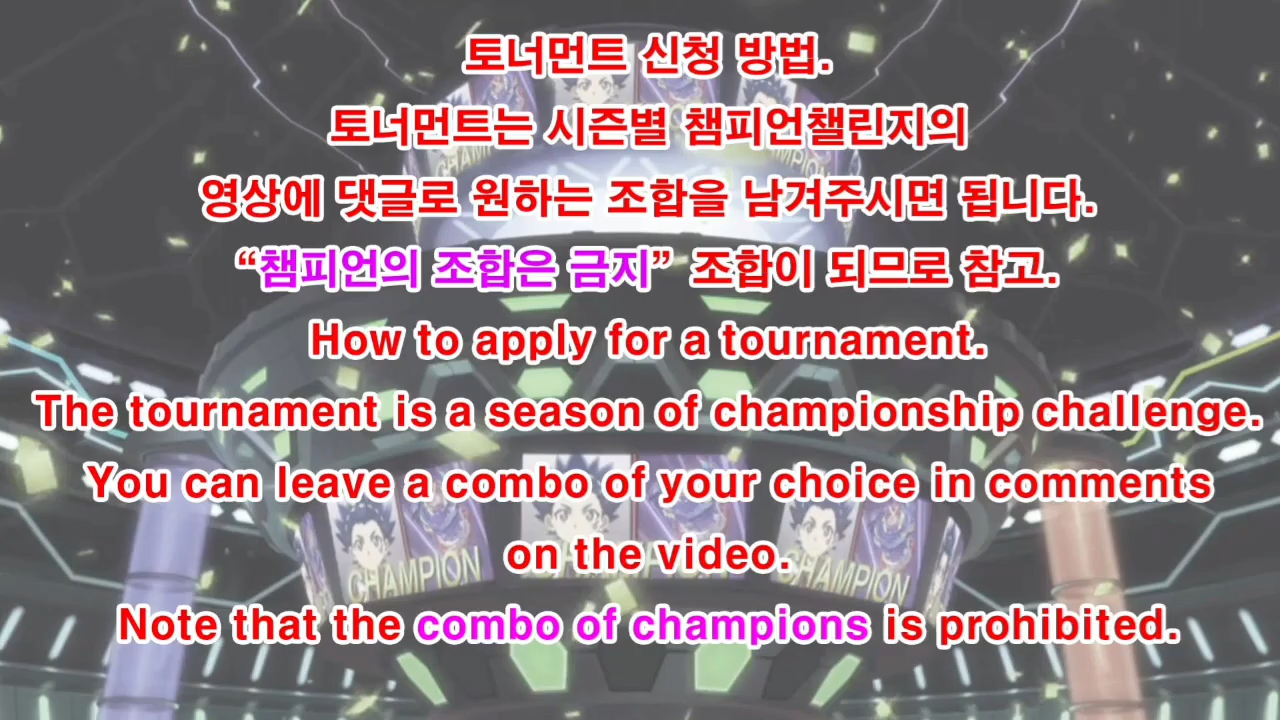 토너먼트 신청 방법.
토너먼트는 시즌별 챔피언챌린지의
영상에 댓글로 원하는 조합을 남겨주시면 됩니다.
“챔피언의 조합은 금지” 조합이 되므로 참고.
How to apply for a tournament.
The tournament is a season of championship challenge.
You can leave a combo of your choice in comments
on the video.
Note that the combo of champions is prohibited.
CHAMPION
CHAMPION
CHAMPION